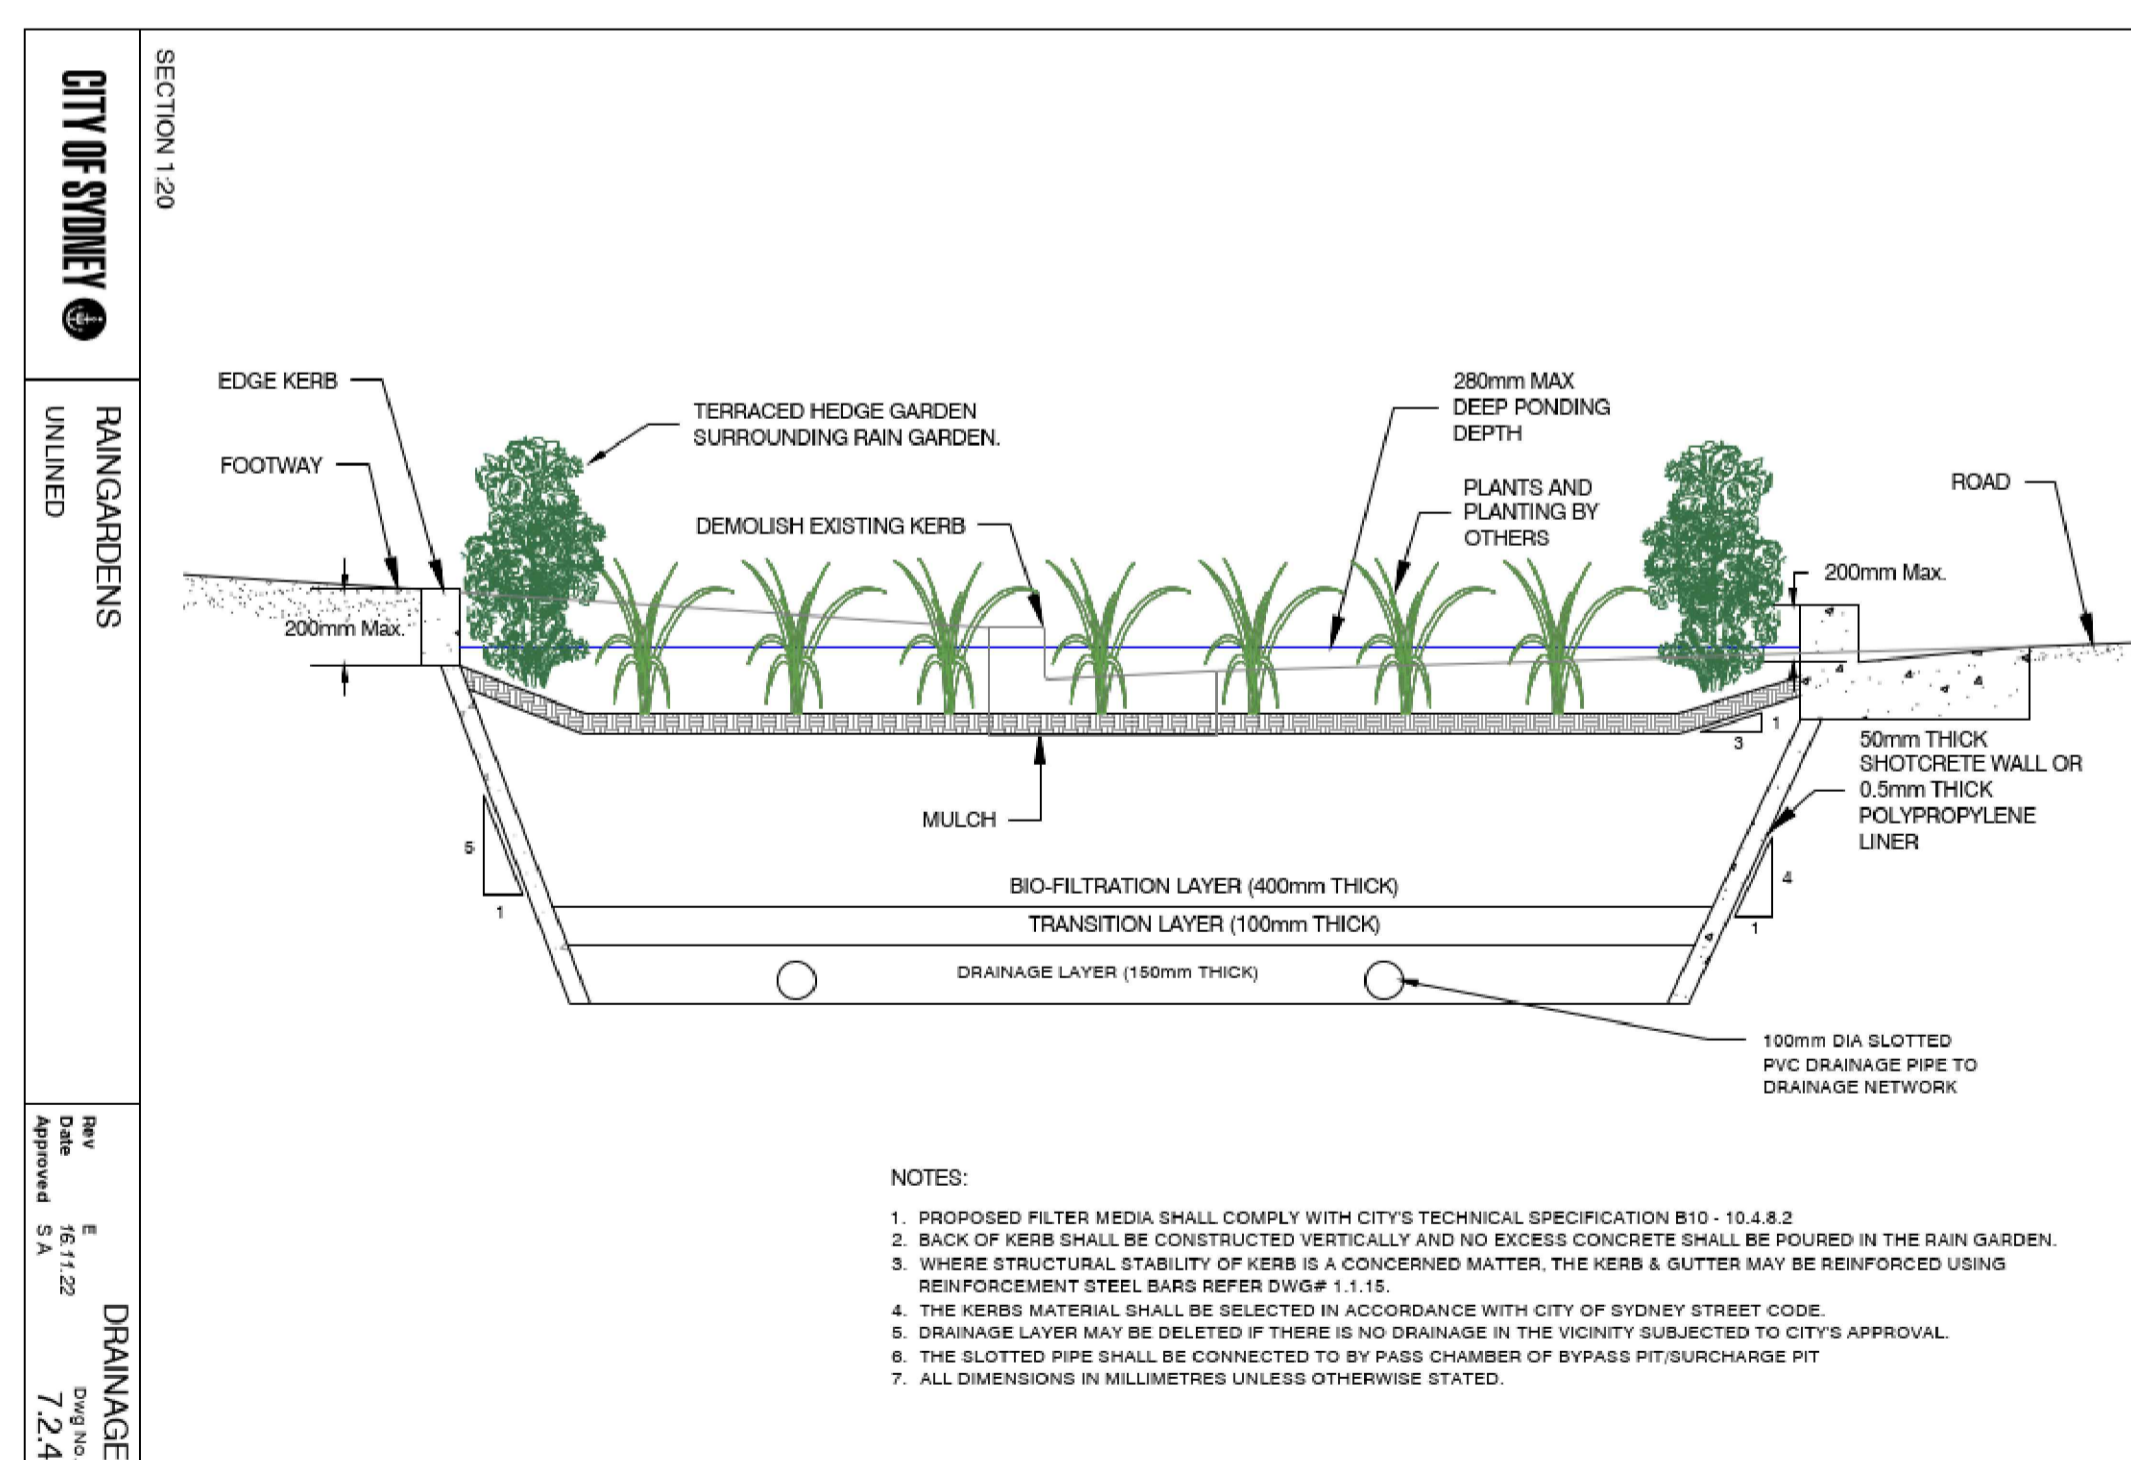 SECTION 1:20
CITY OF SYDNEY
RAINGARDENS
UNLINED
Rev E
Date 16.11.22
Approved S A
DRAINAGE
Dwg No.
7.2.4
EDGE KERB
FOOTWAY
200mm Max.
TERRACED HEDGE GARDEN
SURROUNDING RAIN GARDEN.
DEMOLISH EXISTING KERB
280mm MAX
DEEP PONDING
DEPTH
PLANTS AND
PLANTING BY
OTHERS
ROAD
200mm Max.
1
3
50mm THICK
SHOTCRETE WALL OR
0.5mm THICK
POLYPROPYLENE
LINER
MULCH
5
1
4
1
BIO-FILTRATION LAYER (400mm THICK)
TRANSITION LAYER (100mm THICK)
DRAINAGE LAYER (150mm THICK)
100mm DIA SLOTTED
PVC DRAINAGE PIPE TO
DRAINAGE NETWORK
NOTES:
1. PROPOSED FILTER MEDIA SHALL COMPLY WITH CITY'S TECHNICAL SPECIFICATION B10 - 10.4.8.2
2. BACK OF KERB SHALL BE CONSTRUCTED VERTICALLY AND NO EXCESS CONCRETE SHALL BE POURED IN THE RAIN GARDEN.
3. WHERE STRUCTURAL STABILITY OF KERB IS A CONCERNED MATTER, THE KERB & GUTTER MAY BE REINFORCED USING
REINFORCEMENT STEEL BARS REFER DWG# 1.1.15.
4. THE KERBS MATERIAL SHALL BE SELECTED IN ACCORDANCE WITH CITY OF SYDNEY STREET CODE.
5. DRAINAGE LAYER MAY BE DELETED IF THERE IS NO DRAINAGE IN THE VICINITY SUBJECTED TO CITY'S APPROVAL.
6. THE SLOTTED PIPE SHALL BE CONNECTED TO BY PASS CHAMBER OF BYPASS PIT/SURCHARGE PIT
7. ALL DIMENSIONS IN MILLIMETRES UNLESS OTHERWISE STATED.